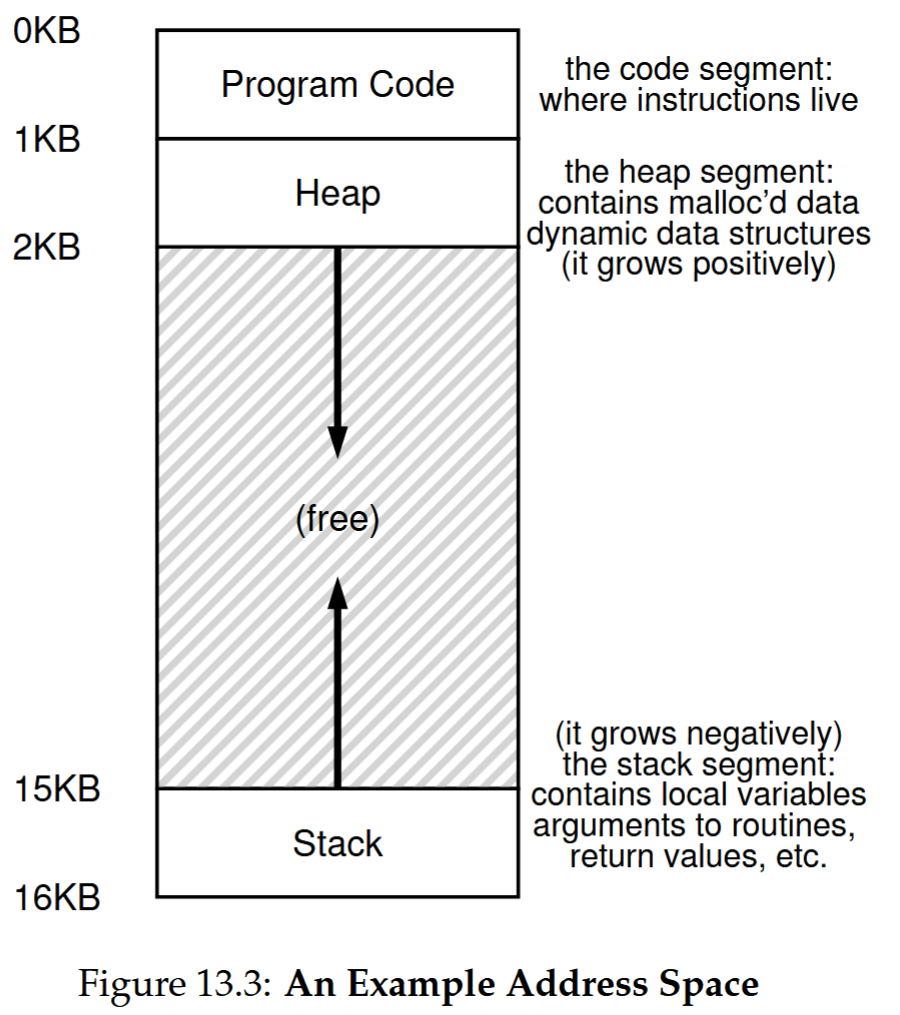 0KB
Program Code
the code segment:
where instructions live
1KB
Heap
the heap segment:
contains malloc'd data
dynamic data structures
(it grows positively)
2KB
(free)
(it grows negatively)
the stack segment:
contains local variables
arguments to routines,
return values, etc.
15KB
Stack
16KB
Figure 13.3: An Example Address Space